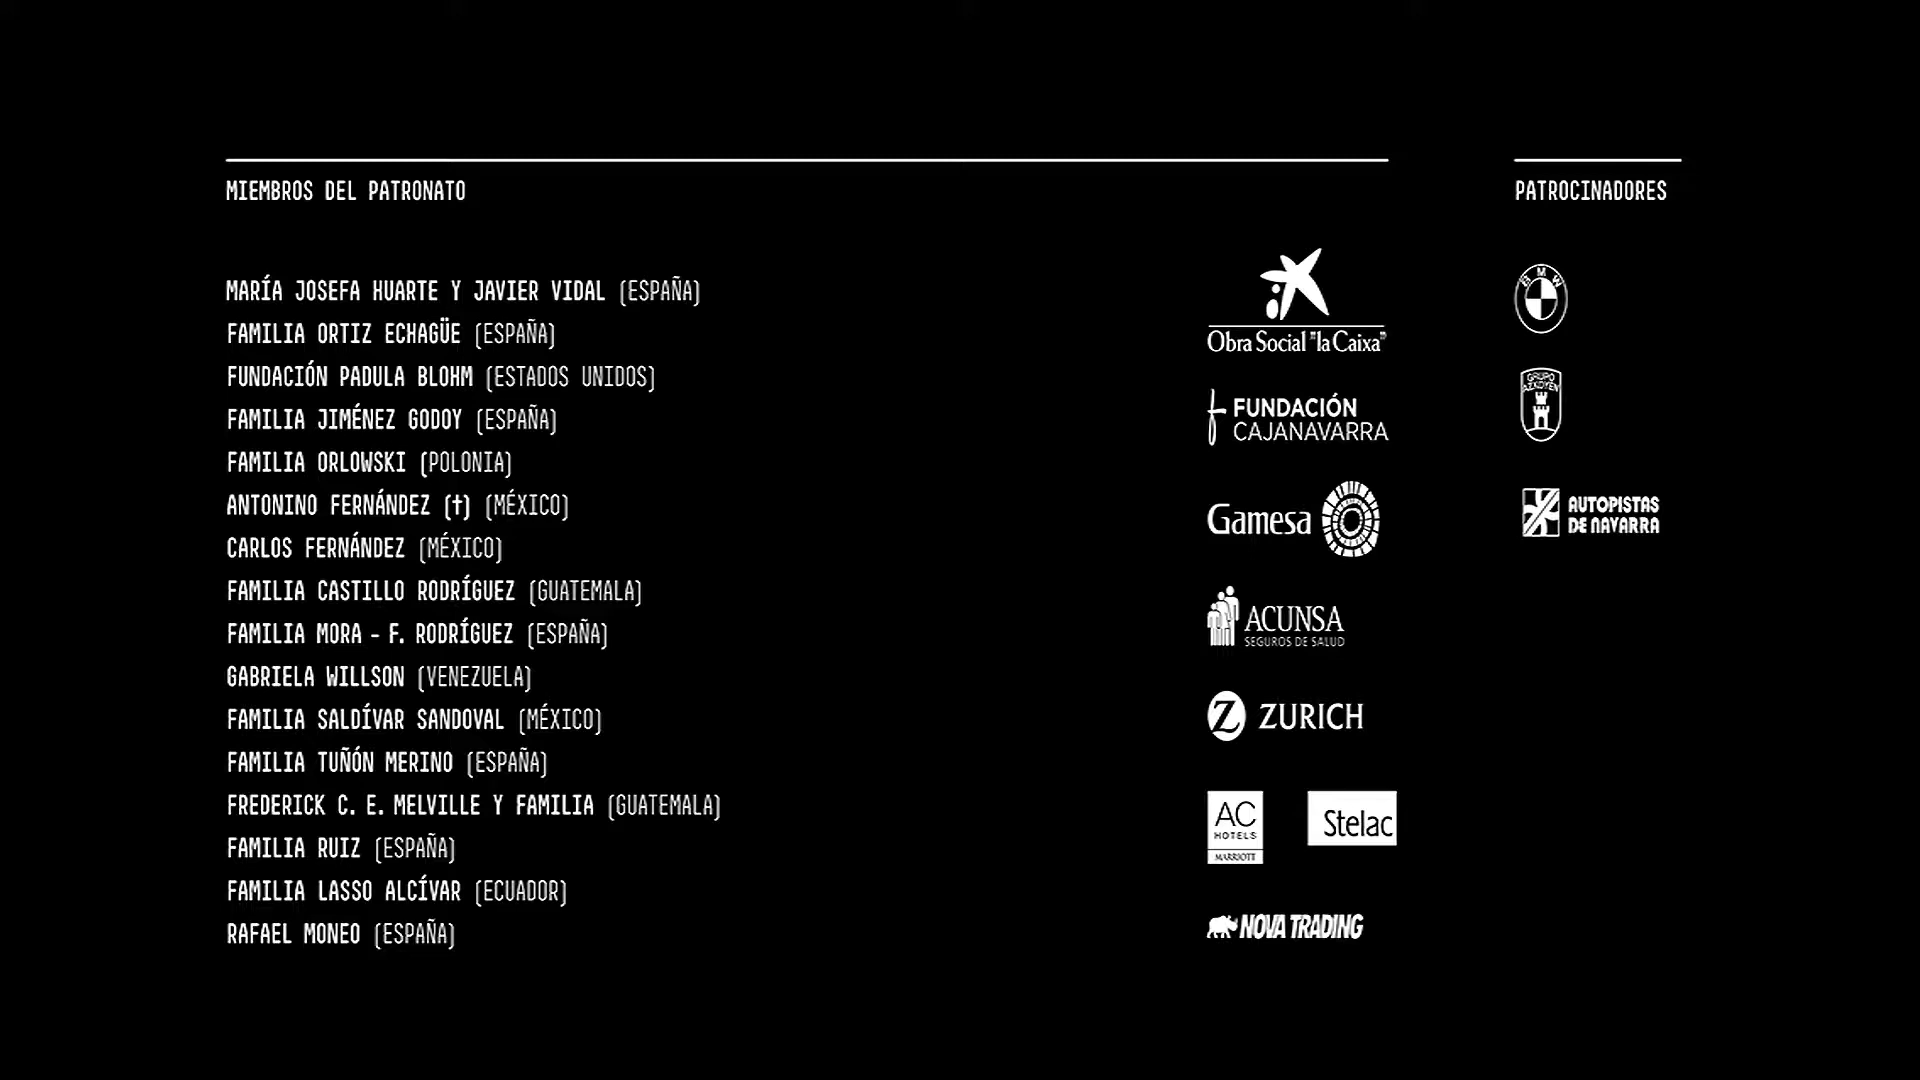 MIEMBROS DEL PATRONATO
MARÍA JOSEFA HUARTE Y JAVIER VIDAL (ESPAÑA)
FAMILIA ORTIZ ECHAGÜE (ESPAÑA)
FUNDACIÓN PADULA BLOHM (ESTADOS UNIDOS)
FAMILIA JIMÉNEZ GODOY (ESPAÑA)
FAMILIA ORLOWSKI (POLONIA)
ANTONINO FERNÁNDEZ (†) (MÉXICO)
CARLOS FERNÁNDEZ (MÉXICO)
FAMILIA CASTILLO RODRÍGUEZ (GUATEMALA)
FAMILIA MORA - F. RODRÍGUEZ (ESPAÑA)
GABRIELA WILLSON (VENEZUELA)
FAMILIA SALDÍVAR SANDOVAL (MÉXICO)
FAMILIA TUÑÓN MERINO (ESPAÑA)
FREDERICK C. E. MELVILLE Y FAMILIA (GUATEMALA)
FAMILIA RUIZ (ESPAÑA)
FAMILIA LASSO ALCÍVAR (ECUADOR)
RAFAEL MONEO (ESPAÑA)
Obra Social "la Caixa"
FUNDACIÓN
CAJANAVARRA
Gamesa
ACUNSA
SEGUROS DE SALUD
Z ZURICH
AC
HOTELS
MARRIOTT
Stelac
NOVA TRADING
PATROCINADORES
BMW
GRUPO
AZKOYEN
AUTOPISTAS
DE NAVARRA